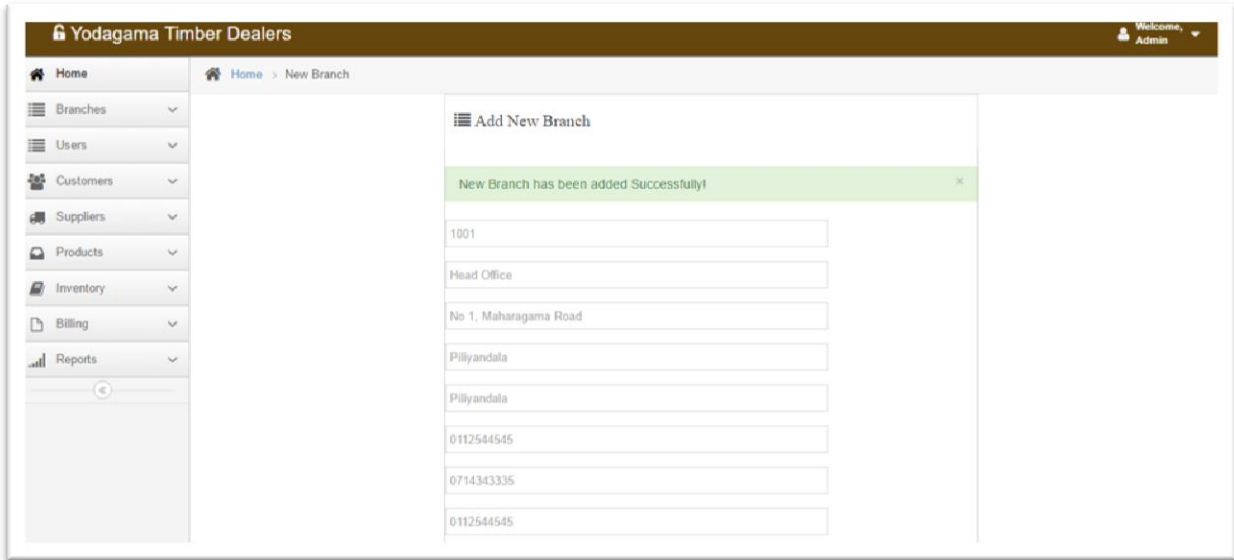 Yodagama Timber Dealers
Welcome,
Admin
Home
Home > New Branch
Branches
Users
Customers
Suppliers
Products
Inventory
Billing
Reports
Add New Branch
New Branch has been added Successfully!
×
1001
Head Office
No 1, Maharagama Road
Piliyandala
Piliyandala
0112544545
0714343335
0112544545